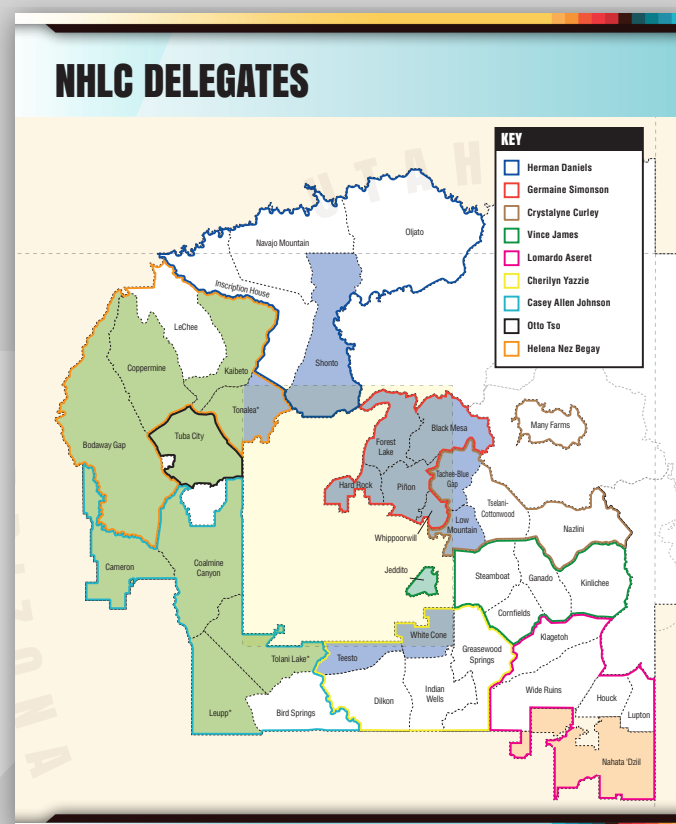 NHLC DELEGATES
UTAH
KEY
Herman Daniels
Germaine Simonson
Crystalyne Curley
Vince James
Lomardo Aseret
Cherilyn Yazzie
Casey Allen Johnson
Otto Tso
Helena Nez Begay
Oljato
Navajo Mountain
Inscription House
LeChee
Coppermine
Kaibeto
Shonto
Tonalea*
Tuba City
Bodaway Gap
Black Mesa
Many Farms
Forest
Lake
Hard Rock
Piñon
Tachee-Blue
Gap
Tselani-
Cottonwood
Low
Mountain
Nazlini
Whippoorwill
Jeddito
Steamboat
Ganado
Kinlichee
Cornfields
Cameron
Coalmine
Canyon
White Cone
Klagetoh
Greasewood
Springs
Tolani Lake*
Teesto
Wide Ruins
Houck
Lupton
Leupp*
Bird Springs
Dilkon
Indian
Wells
Nahata ‘Dziil
IZONA